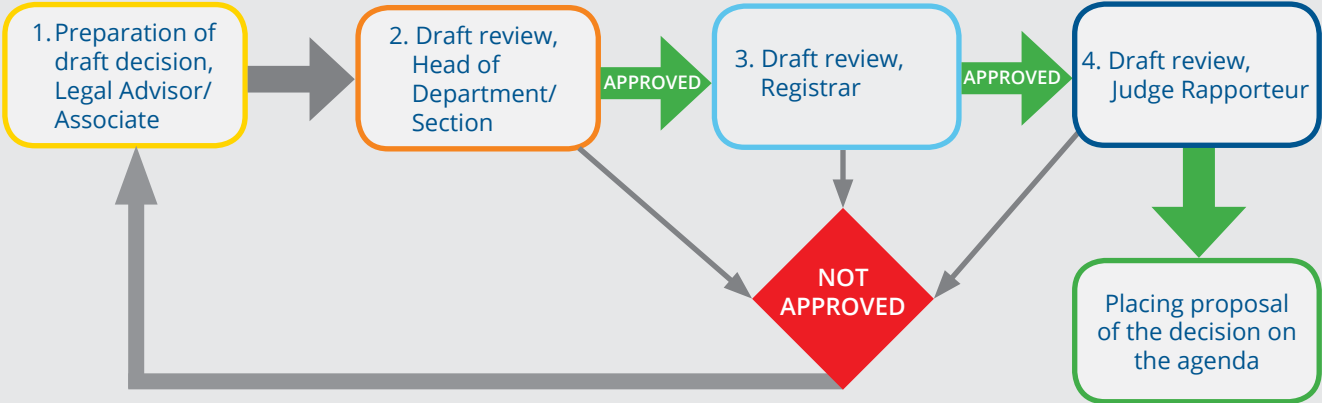 1. Preparation of
draft decision,
Legal Advisor/
Associate
2. Draft review,
Head of
Department/
Section
APPROVED
3. Draft review,
Registrar
APPROVED
4. Draft review,
Judge Rapporteur
NOT
APPROVED
Placing proposal
of the decision on
the agenda